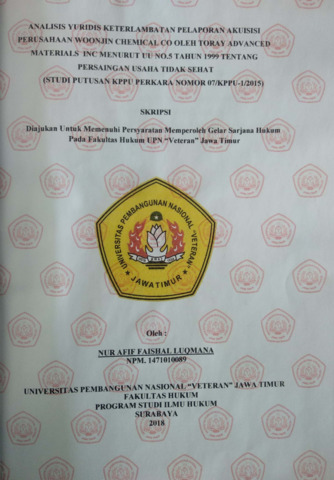 ANALISIS YURIDIS KETERLAMBATAN PELAPORAN AKUISISI
PERUSAHAAN WOONJIN CHEMICAL CO OLEH TORAY ADVANCED
MATERIALS INC MENURUT UU NO.5 TAHUN 1999 TENTANG
PERSAINGAN USAHA TIDAK SEHAT
(STUDI PUTUSAN KPPU PERKARA NOMOR 07/KPPU-1/2015)
SKRIPSI
Diajukan Untuk Memenuhi Persyaratan Memperoleh Gelar Sarjana Hukum
Pada Fakultas Hukum UPN "Veteran" Jawa Timur
UNIVERSITAS PEMBANGUNAN NASIONAL "VETERAN"
JAWA TIMUR
Oleh :
NUR AFIF FAISHAL LUQMANA
NPM. 1471010089
UNIVERSITAS PEMBANGUNAN NASIONAL "VETERAN" JAWA TIMUR
FAKULTAS HUKUM
PROGRAM STUDI ILMU HUKUM
SURABAYA
2018